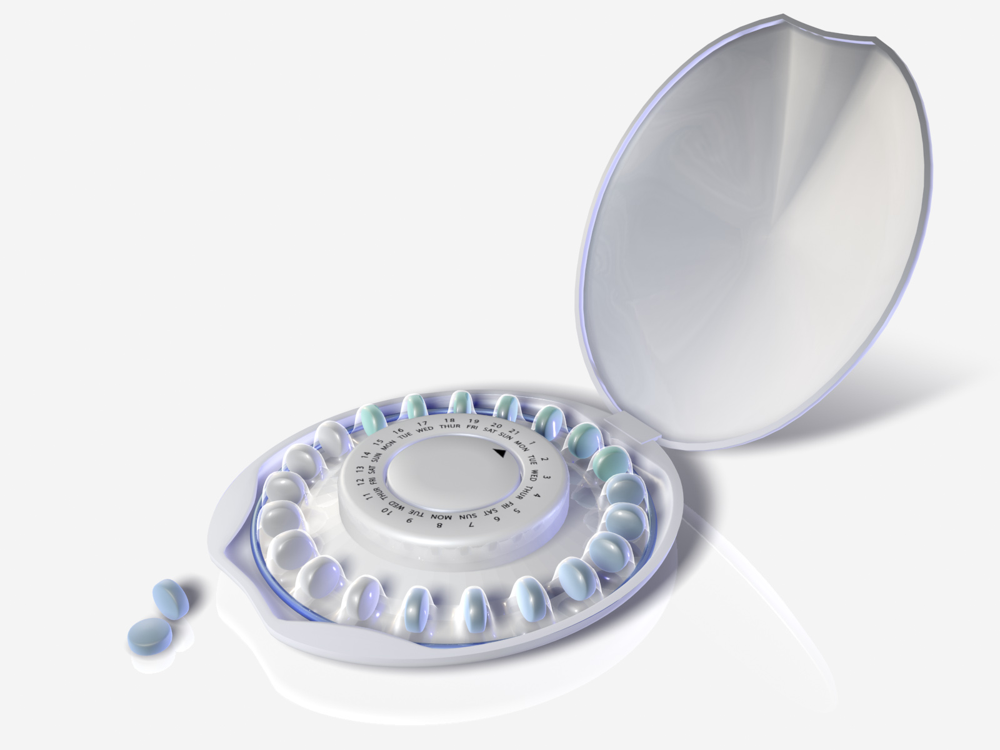 1 2 3 4 5 6 7 8 9 10 11 12 13 14 15 16 17 18 19 20 21
MON TUE WED THUR FRI SAT SUN MON TUE WED THUR FRI SAT SUN MON TUE WED THUR FRI SAT SUN